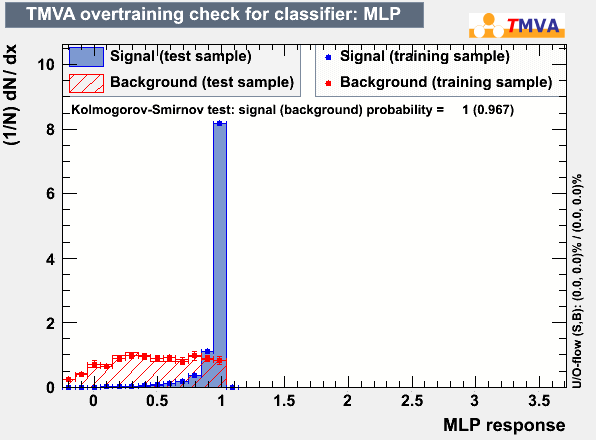 TMVA overtraining check for classifier: MLP
TMVA
Signal (test sample)
Background (test sample)
Signal (training sample)
Background (training sample)
Kolmogorov-Smirnov test: signal (background) probability = 1 (0.967)
(1/N) dN / dx
10
8
6
4
2
0
0 0.5 1 1.5 2 2.5 3 3.5
MLP response
U/O-flow (S,B): (0.0, 0.0)% / (0.0, 0.0)%